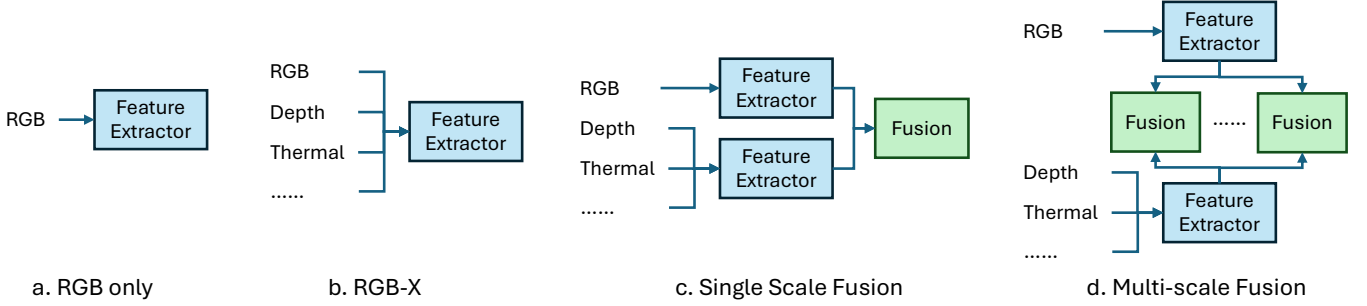 RGB
Feature
Extractor
a. RGB only
RGB
Depth
Thermal
......
Feature
Extractor
b. RGB-X
RGB
Depth
Thermal
......
Feature
Extractor
Feature
Extractor
Fusion
c. Single Scale Fusion
RGB
Feature
Extractor
Fusion
......
Fusion
Depth
Thermal
......
Feature
Extractor
d. Multi-scale Fusion